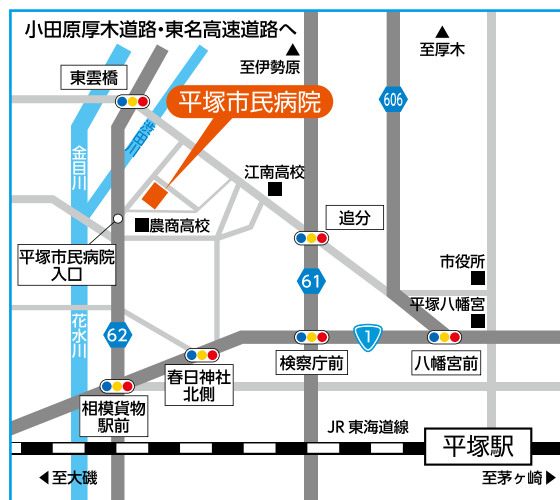 小田原厚木道路・東名高速道路へ
至伊勢原
至厚木
東雲橋
平塚市民病院
606
渋田川
金目川
江南高校
農商高校
追分
平塚市民病院
入口
市役所
61
平塚八幡宮
花水川
62
1
春日神社
北側
検察庁前
八幡宮前
相模貨物
駅前
JR 東海道線
平塚駅
至大磯
至茅ヶ崎